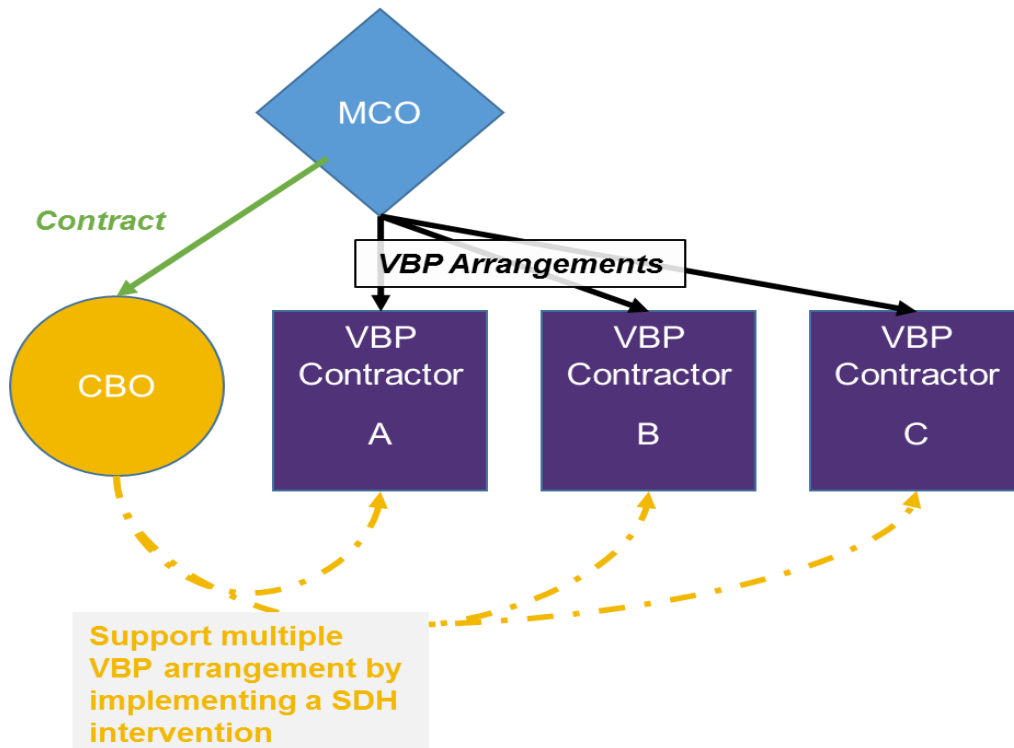 MCO
Contract
VBP Arrangements
CBO
VBP
Contractor
A
VBP
Contractor
B
VBP
Contractor
C
Support multiple
VBP arrangement by
implementing a SDH
intervention